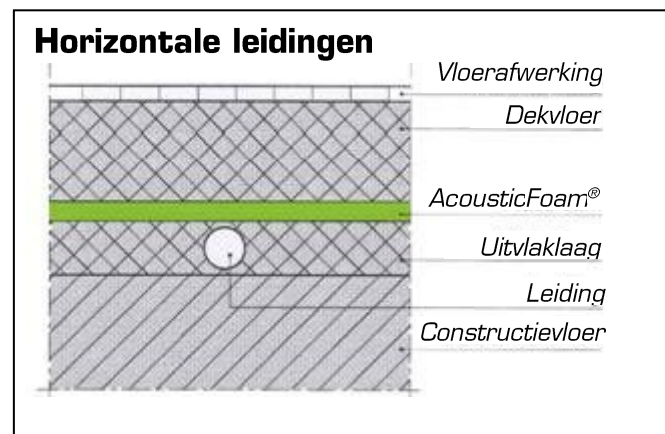 Horizontale leidingen
Vloerafwerking
Dekvloer
AcousticFoam®
Uitvlaklaag
Leiding
Constructievloer